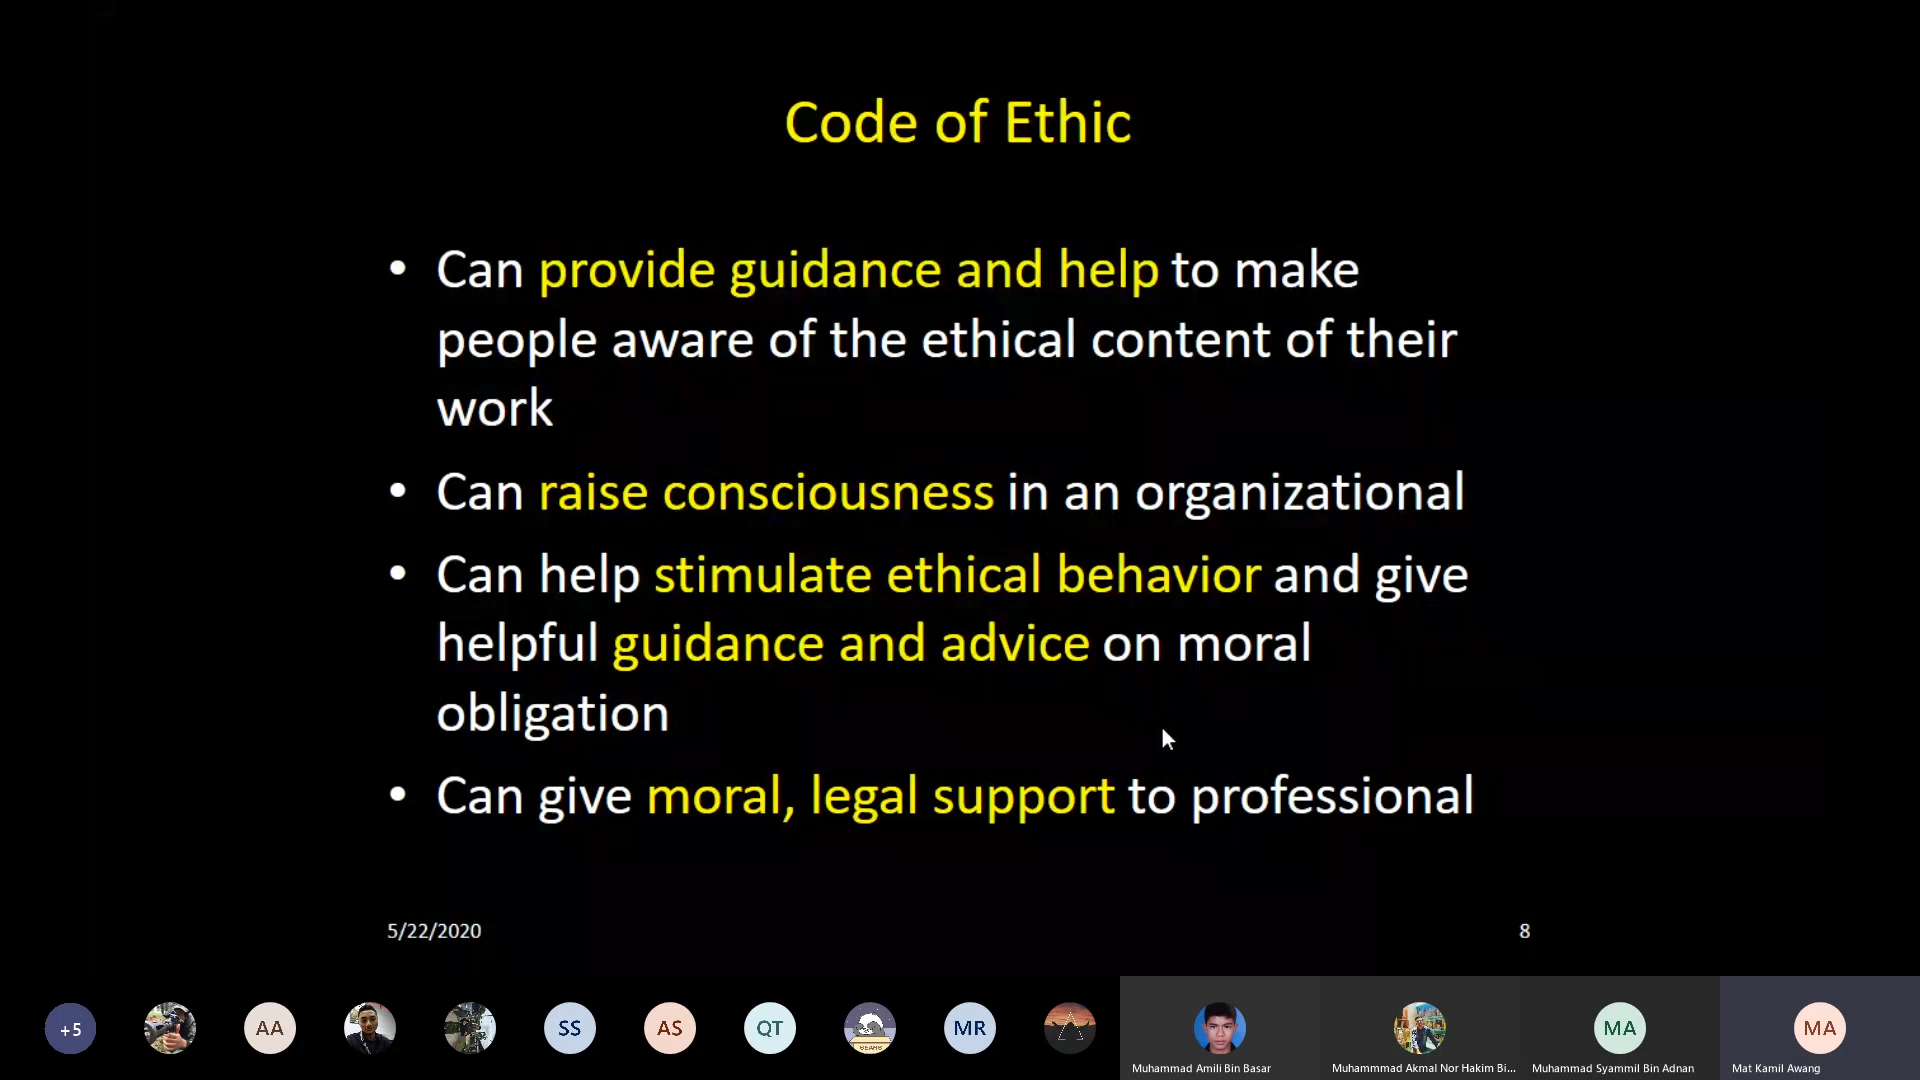 Code of Ethic
• Can provide guidance and help to make
people aware of the ethical content of their
work
• Can raise consciousness in an organizational
• Can help stimulate ethical behavior and give
helpful guidance and advice on moral
obligation
• Can give moral, legal support to professional
5/22/2020
8
+5
AA
SS
AS
QT
BEARS
MR
MA
MA
Muhammad Amili Bin Basar
Muhammmad Akmal Nor Hakim Bi...
Muhammad Syammil Bin Adnan
Mat Kamil Awang